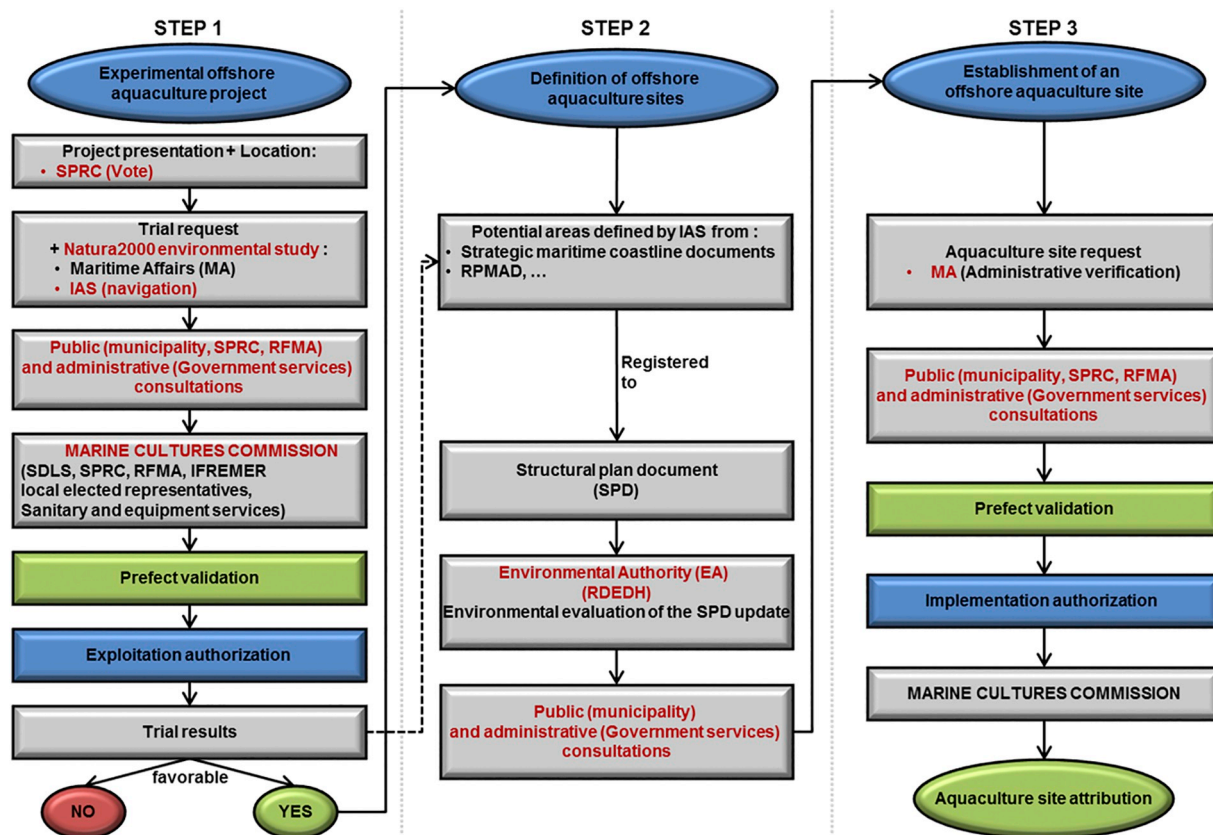 STEP 1
Experimental offshore
aquaculture project
Project presentation + Location:
• SPRC (Vote)
Trial request
+ Natura2000 environmental study :
• Maritime Affairs (MA)
• IAS (navigation)
Public (municipality, SPRC, RFMA)
and administrative (Government services)
consultations
MARINE CULTURES COMMISSION
(SDLS, SPRC, RFMA, IFREMER
local elected representatives,
Sanitary and equipment services)
Prefect validation
Exploitation authorization
Trial results
favorable
NO
YES
STEP 2
Definition of offshore
aquaculture sites
Potential areas defined by IAS from :
• Strategic maritime coastline documents
• RPMAD, …
Registered
to
Structural plan document
(SPD)
Environmental Authority (EA)
(RDEDH)
Environmental evaluation of the SPD update
Public (municipality)
and administrative (Government services)
consultations
STEP 3
Establishment of an
offshore aquaculture site
Aquaculture site request
• MA (Administrative verification)
Public (municipality, SPRC, RFMA)
and administrative (Government services)
consultations
Prefect validation
Implementation authorization
MARINE CULTURES COMMISSION
Aquaculture site attribution